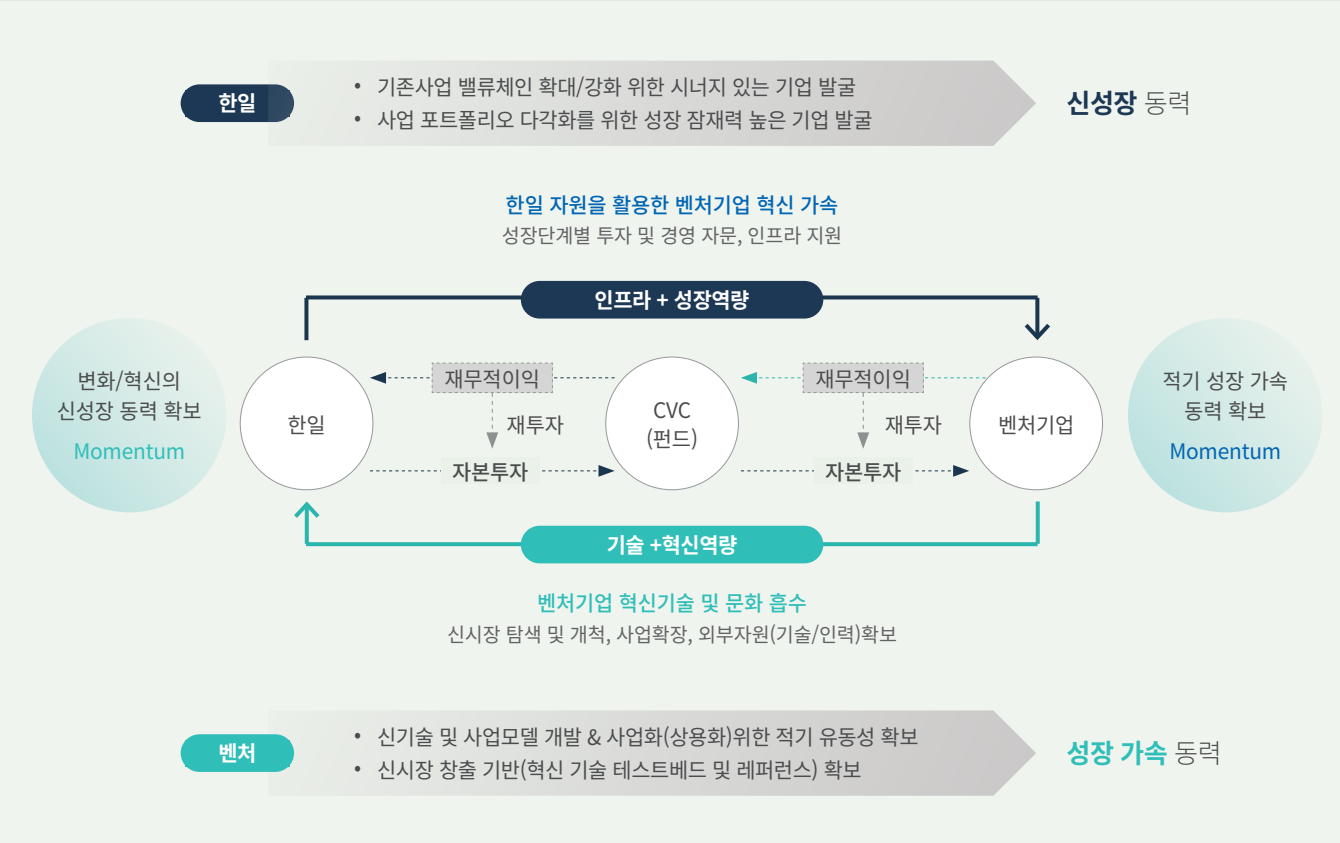 한일
• 기존사업 밸류체인 확대/강화 위한 시너지 있는 기업 발굴
• 사업 포트폴리오 다각화를 위한 성장 잠재력 높은 기업 발굴
신성장 동력
한일 자원을 활용한 벤처기업 혁신 가속
성장단계별 투자 및 경영 자문, 인프라 지원
인프라 + 성장역량
변화/혁신의
신성장 동력 확보
Momentum
한일
재무적이익
재투자
자본투자
CVC
(펀드)
재무적이익
재투자
자본투자
벤처기업
적기 성장 가속
동력 확보
Momentum
기술 +혁신역량
벤처기업 혁신기술 및 문화 흡수
신시장 탐색 및 개척, 사업확장, 외부자원(기술/인력)확보
벤처
• 신기술 및 사업모델 개발 & 사업화(상용화)위한 적기 유동성 확보
• 신시장 창출 기반(혁신 기술 테스트베드 및 레퍼런스) 확보
성장 가속 동력